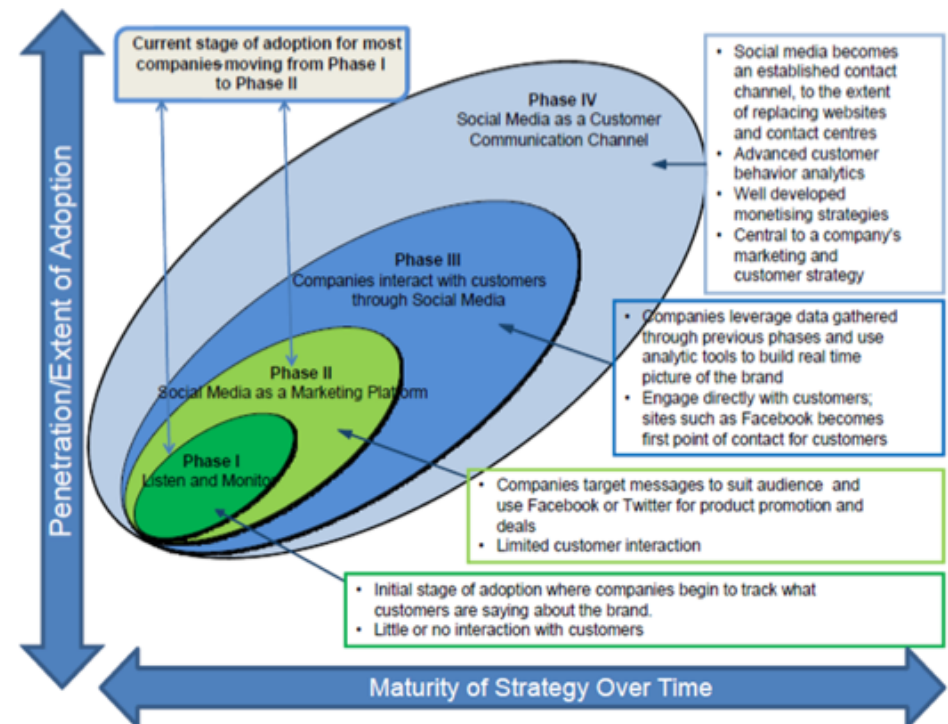 Current stage of adoption for most
companies moving from Phase I
to Phase II
Penetration/Extent of Adoption
Phase IV
Social Media as a Customer
Communication Channel
• Social media becomes
an established contact
channel, to the extent
of replacing websites
and contact centres
• Advanced customer
behavior analytics
• Well developed
monetising strategies
• Central to a company's
marketing and
customer strategy
Phase III
Companies interact with customers
through Social Media
• Companies leverage data gathered
through previous phases and use
analytic tools to build real time
picture of the brand
• Engage directly with customers;
sites such as Facebook becomes
first point of contact for customers
Phase II
Social Media as a Marketing Platform
• Companies target messages to suit audience and
use Facebook or Twitter for product promotion and
deals
• Limited customer interaction
Phase I
Listen and Monitor
• Initial stage of adoption where companies begin to track what
customers are saying about the brand.
• Little or no interaction with customers
Maturity of Strategy Over Time